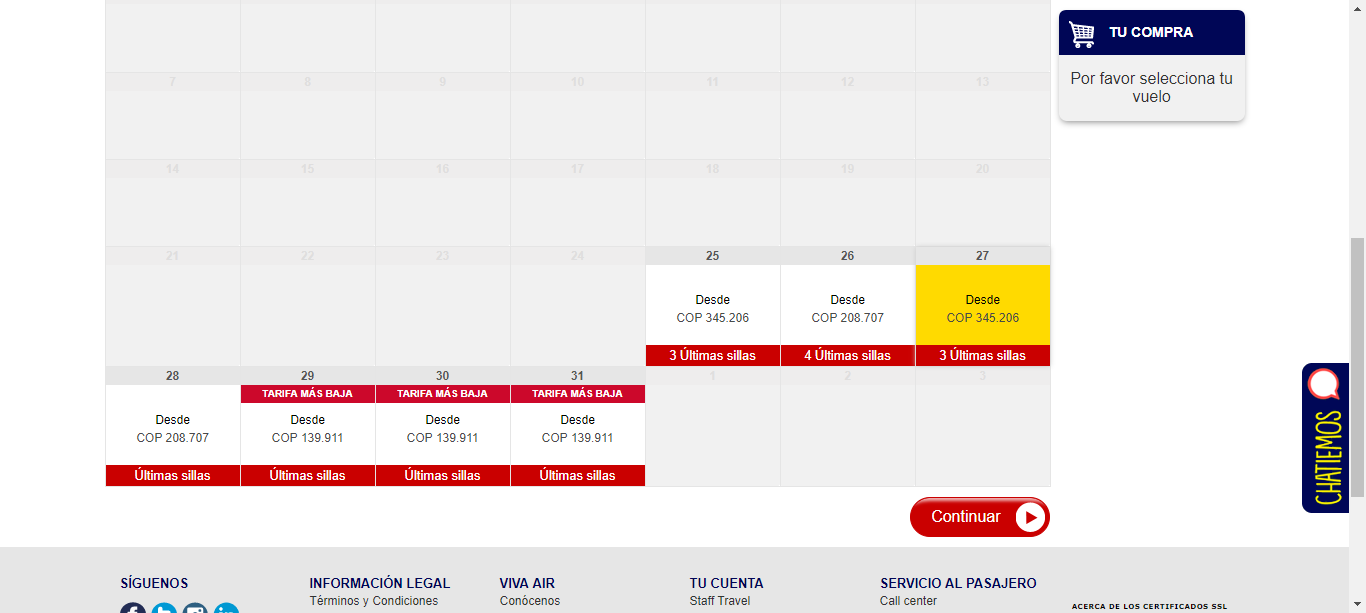 TU COMPRA
Por favor selecciona tu
vuelo
7 8 9 10 11 12 13
14 15 16 17 18 19 20
21 22 23 24 25 26 27
Desde Desde Desde
COP 345.206 COP 208.707 COP 345.206
3 Últimas sillas 4 Últimas sillas 3 Últimas sillas
28 29 30 31 1 2 3
TARIFA MÁS BAJA TARIFA MÁS BAJA TARIFA MÁS BAJA
Desde Desde Desde Desde
COP 208.707 COP 139.911 COP 139.911 COP 139.911
Últimas sillas Últimas sillas Últimas sillas Últimas sillas
CHATIEMOS
Continuar
SÍGUENOS INFORMACIÓN LEGAL VIVA AIR TU CUENTA SERVICIO AL PASAJERO
Términos y Condiciones Conócenos Staff Travel Call center
ACERCA DE LOS CERTIFICADOS SSL